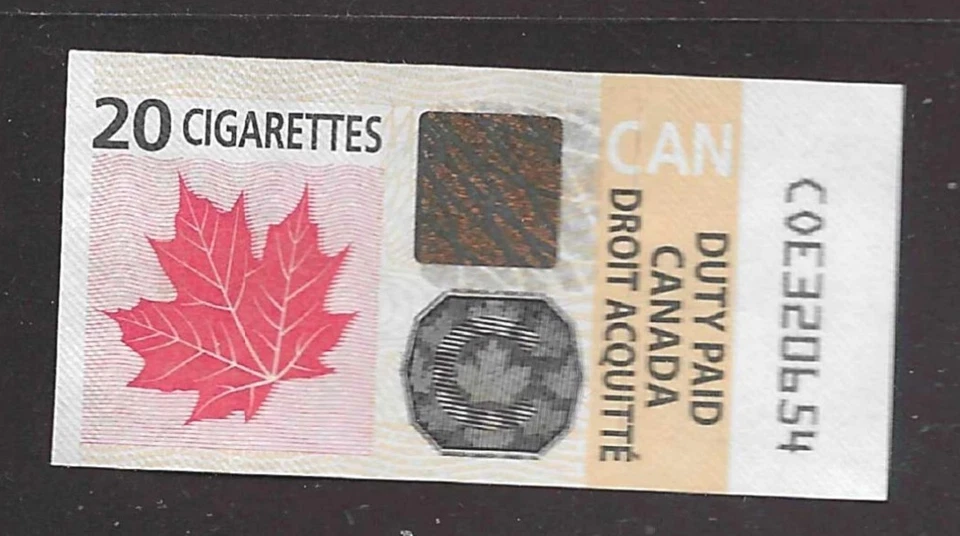 20 CIGARETTES
CAN
DUTY PAID
CANADA
DROIT ACQUITTÉ
C0E320654